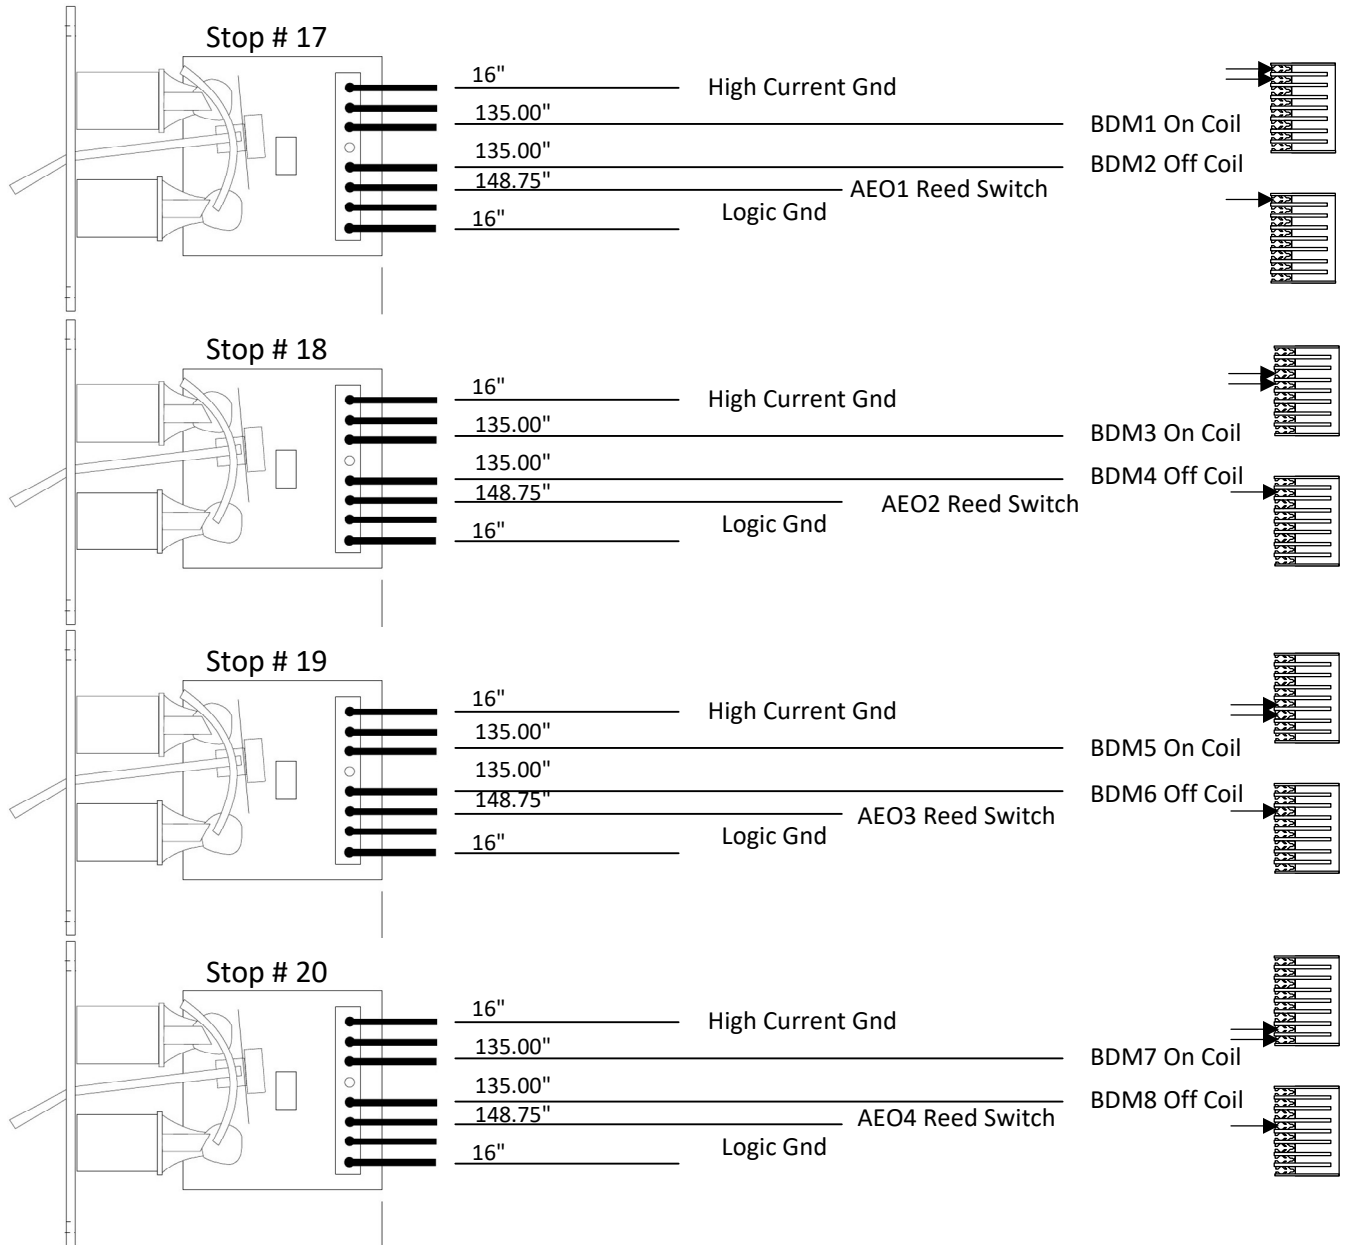 Stop # 17
16"
High Current Gnd
135.00"
BDM1 On Coil
135.00"
BDM2 Off Coil
148.75"
AEO1 Reed Switch
Logic Gnd
16"
Stop # 18
16"
High Current Gnd
135.00"
BDM3 On Coil
135.00"
BDM4 Off Coil
148.75"
AEO2 Reed Switch
Logic Gnd
16"
Stop # 19
16"
High Current Gnd
135.00"
BDM5 On Coil
135.00"
BDM6 Off Coil
148.75"
AEO3 Reed Switch
Logic Gnd
16"
Stop # 20
16"
High Current Gnd
135.00"
BDM7 On Coil
135.00"
BDM8 Off Coil
148.75"
AEO4 Reed Switch
Logic Gnd
16"